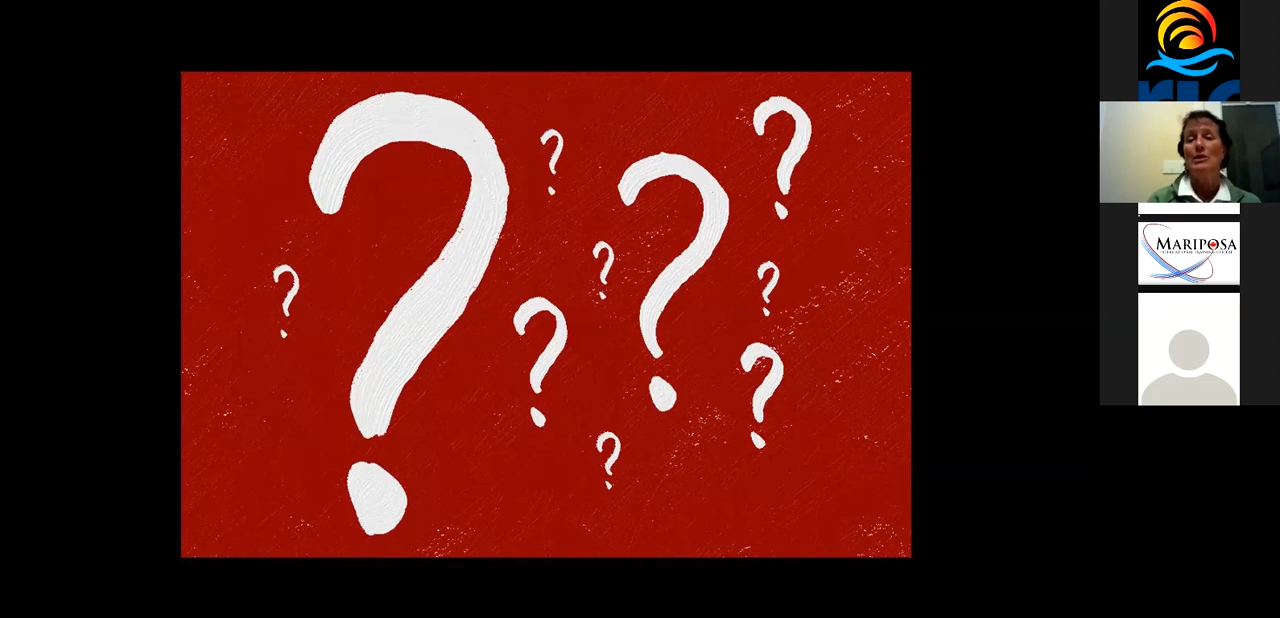 ? ? ? ?
? ? ?
? ?
?
MARIPOSA